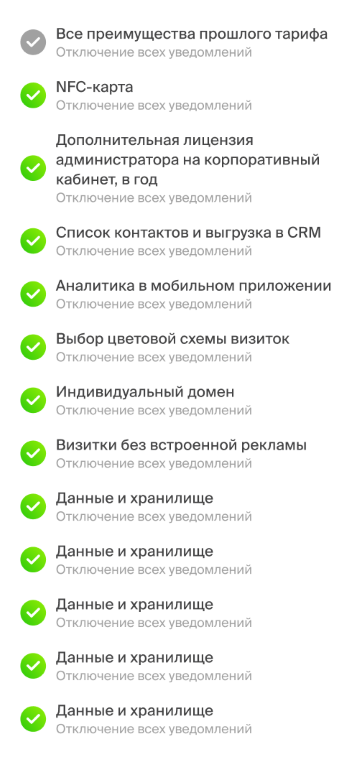 Все преимущества прошлого тарифа
Отключение всех уведомлений
NFC-карта
Отключение всех уведомлений
Дополнительная лицензия
администратора на корпоративный
кабинет, в год
Отключение всех уведомлений
Список контактов и выгрузка в CRM
Отключение всех уведомлений
Аналитика в мобильном приложении
Отключение всех уведомлений
Выбор цветовой схемы визиток
Отключение всех уведомлений
Индивидуальный домен
Отключение всех уведомлений
Визитки без встроенной рекламы
Отключение всех уведомлений
Данные и хранилище
Отключение всех уведомлений
Данные и хранилище
Отключение всех уведомлений
Данные и хранилище
Отключение всех уведомлений
Данные и хранилище
Отключение всех уведомлений
Данные и хранилище
Отключение всех уведомлений